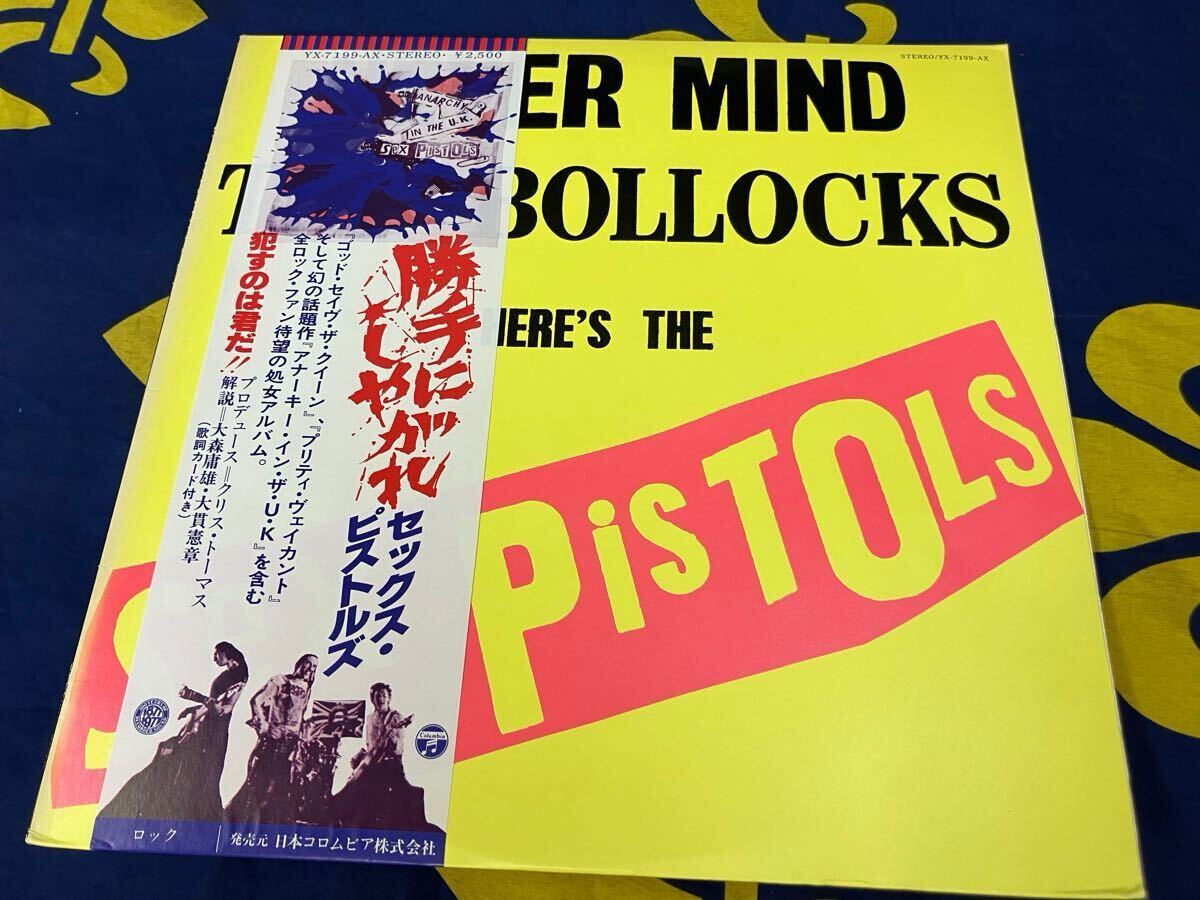 YX-7199-AX・STEREO・¥2,500
STEREO/YX-7199-AX
ER MIND
T BOLLOCKS
HERE'S THE
S PiSTOLS
ANARCHY
IN THE U.K.
SeX PISTOLS
勝手に
しやがれ
セックス・
ピストルズ
『ゴッド・セイヴ・ザ・クイーン』、『プリティ・ヴェイカント』
そして幻の話題作『アナーキー・イン・ザ・U・K』を含む
全ロック・ファン待望の処女アルバム。
犯すのは君だ!!
プロデュース=クリス・トーマス
解説=大森庸雄・大貫憲章
(歌詞カード付き)
1877
1977
Columbia
ロック
発売元 日本コロムビア株式会社